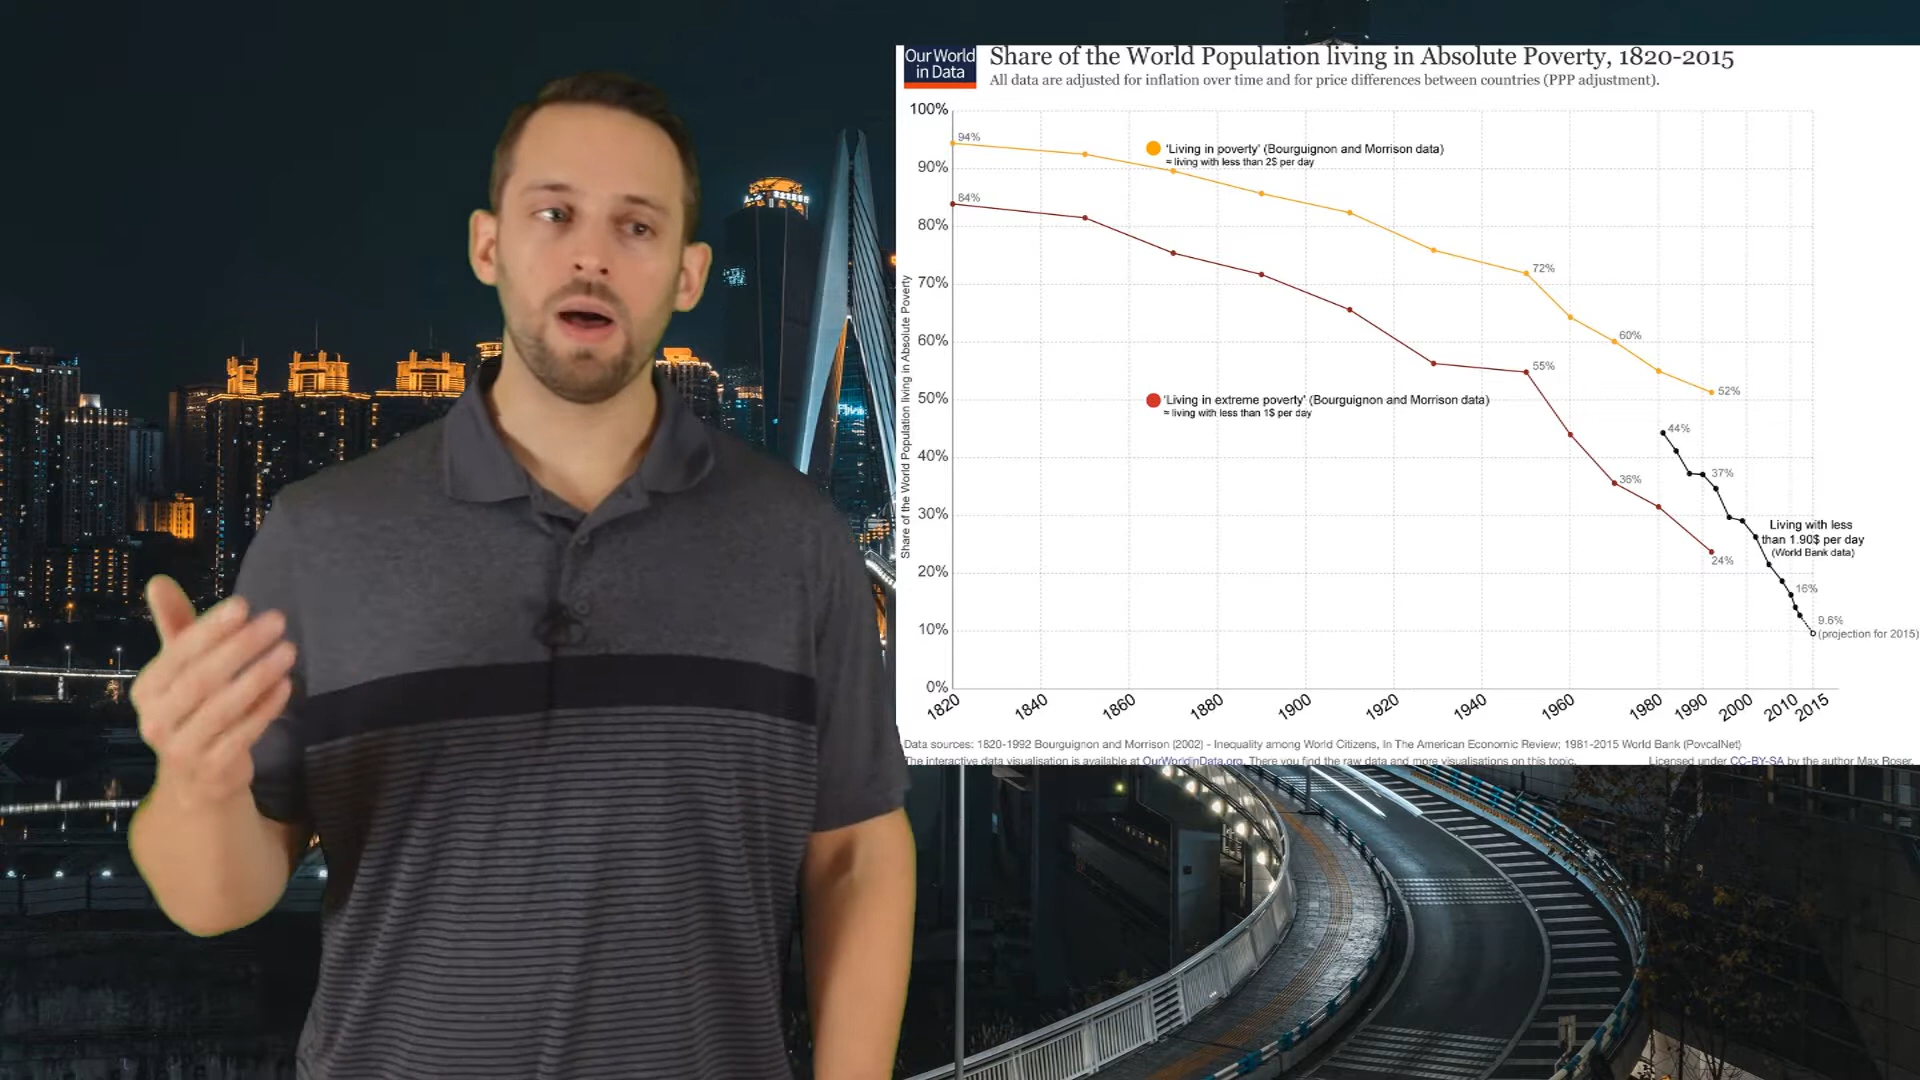 Our World
in Data
Share of the World Population living in Absolute Poverty, 1820-2015
All data are adjusted for inflation over time and for price differences between countries (PPP adjustment).
Share of the World Population living in Absolute Poverty
100%
90%
80%
70%
60%
50%
40%
30%
20%
10%
0%
94%
84%
'Living in poverty' (Bourguignon and Morrison data)
= living with less than 2$ per day
72%
60%
55%
52%
'Living in extreme poverty' (Bourguignon and Morrison data)
= living with less than 1$ per day
44%
37%
36%
24%
Living with less
than 1.90$ per day
(World Bank data)
16%
9.6%
(projection for 2015)
1820
1840
1860
1880
1900
1920
1940
1960
1980
1990
2000
2010
2015
Data sources: 1820-1992 Bourguignon and Morrison (2002) - Inequality among World Citizens, In The American Economic Review; 1981-2015 World Bank (PovcalNet)
The interactive data visualisation is available at OurWorldinData.org. There you find the raw data and more visualisations on this topic.
Licensed under CC-BY-SA by the author Max Roser.